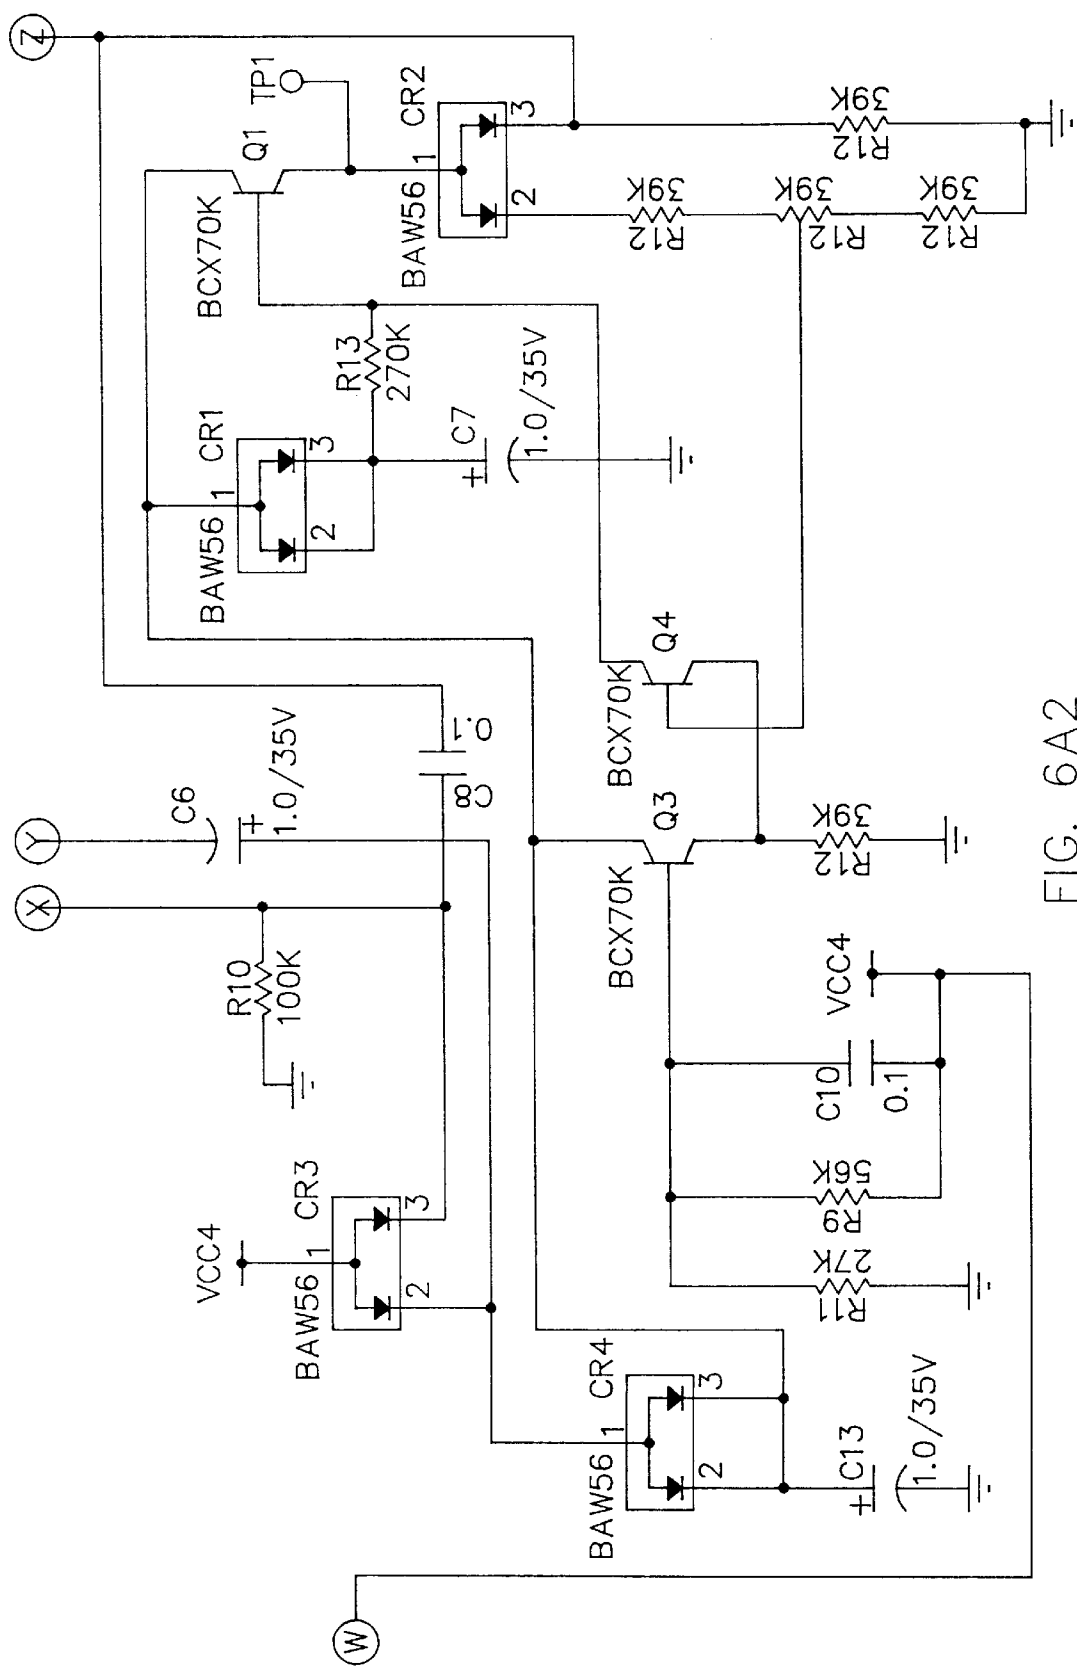 Z
Y
X
W
TP1
Q1
BCX70K
BAW56
1
CR2
2
3
R12
39K
R12
39K
R12
39K
R12
39K
R13
270K
BAW56
1
CR1
2
3
C7
+
1.0/35V
C6
+
1.0/35V
C8
0.1
R10
100K
VCC4
BAW56
1
CR3
2
3
BCX70K
Q4
BCX70K
Q3
R12
39K
VCC4
C10
0.1
R9
56K
R11
27K
BAW56
1
CR4
2
3
+
C13
1.0/35V
FIG. 6A2